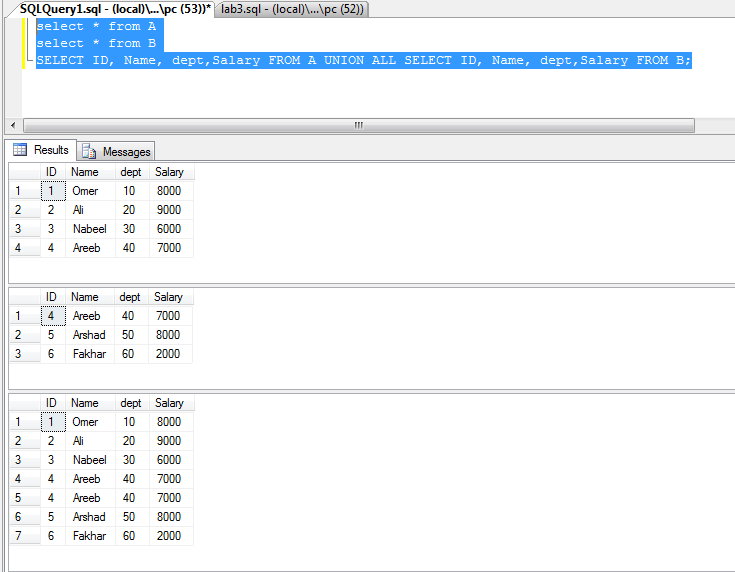 SQLQuery1.sql - (local)\...\pc (53))* lab3.sql - (local)\...\pc (52))
select * from A
select * from B
SELECT ID, Name, dept,Salary FROM A UNION ALL SELECT ID, Name, dept,Salary FROM B;
Results Messages
ID Name dept Salary
1 1 Omer 10 8000
2 2 Ali 20 9000
3 3 Nabeel 30 6000
4 4 Areeb 40 7000
ID Name dept Salary
1 4 Areeb 40 7000
2 5 Arshad 50 8000
3 6 Fakhar 60 2000
ID Name dept Salary
1 1 Omer 10 8000
2 2 Ali 20 9000
3 3 Nabeel 30 6000
4 4 Areeb 40 7000
5 4 Areeb 40 7000
6 5 Arshad 50 8000
7 6 Fakhar 60 2000